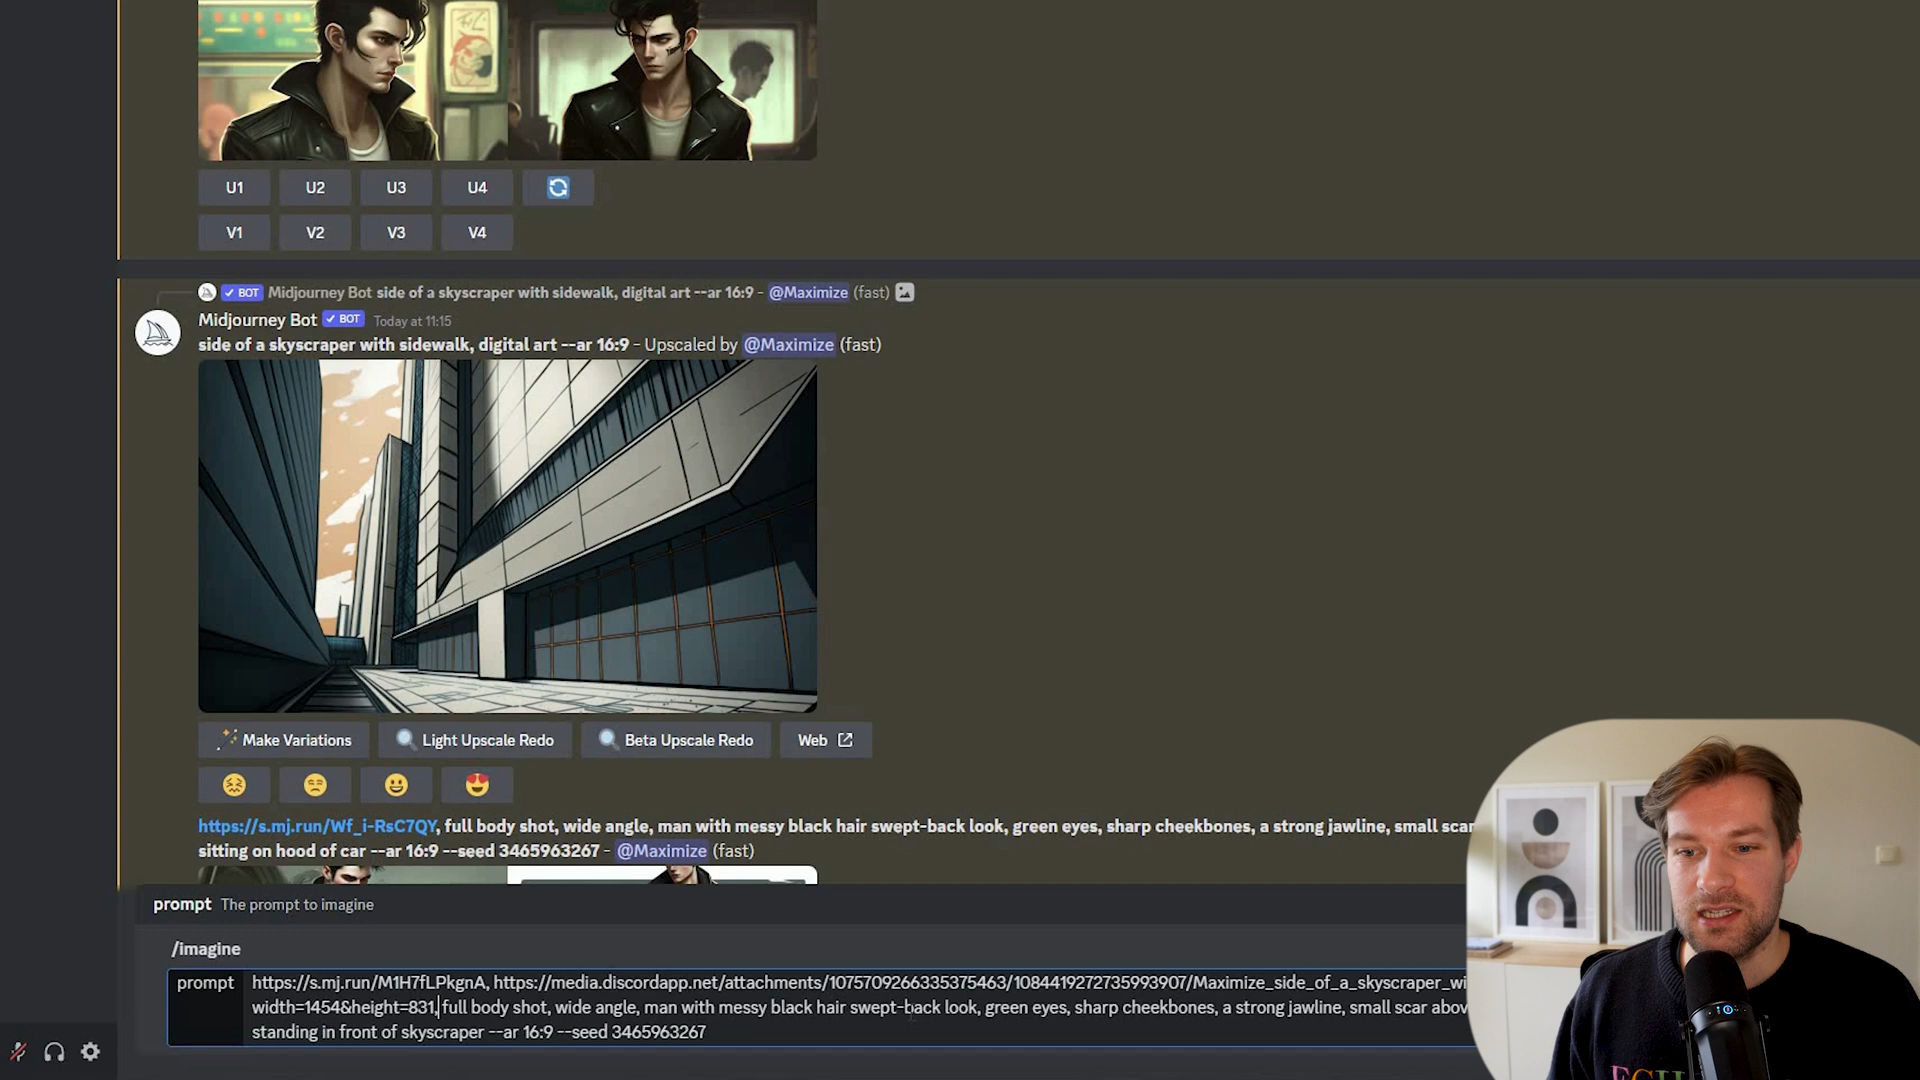 U1 U2 U3 U4
V1 V2 V3 V4
BOT Midjourney Bot side of a skyscraper with sidewalk, digital art --ar 16:9 - @Maximize (fast)
Midjourney Bot BOT Today at 11:15
side of a skyscraper with sidewalk, digital art --ar 16:9 - Upscaled by @Maximize (fast)
Make Variations Light Upscale Redo Beta Upscale Redo Web
https://s.mj.run/Wf_i-RsC7QY, full body shot, wide angle, man with messy black hair swept-back look, green eyes, sharp cheekbones, a strong jawline, small scar
sitting on hood of car --ar 16:9 --seed 3465963267 - @Maximize (fast)
prompt The prompt to imagine
/imagine
prompt https://s.mj.run/M1H7fLPkgnA, https://media.discordapp.net/attachments/1075709266335375463/1084419272735993907/Maximize_side_of_a_skyscraper_wi
width=1454&height=831, full body shot, wide angle, man with messy black hair swept-back look, green eyes, sharp cheekbones, a strong jawline, small scar abov
standing in front of skyscraper --ar 16:9 --seed 3465963267